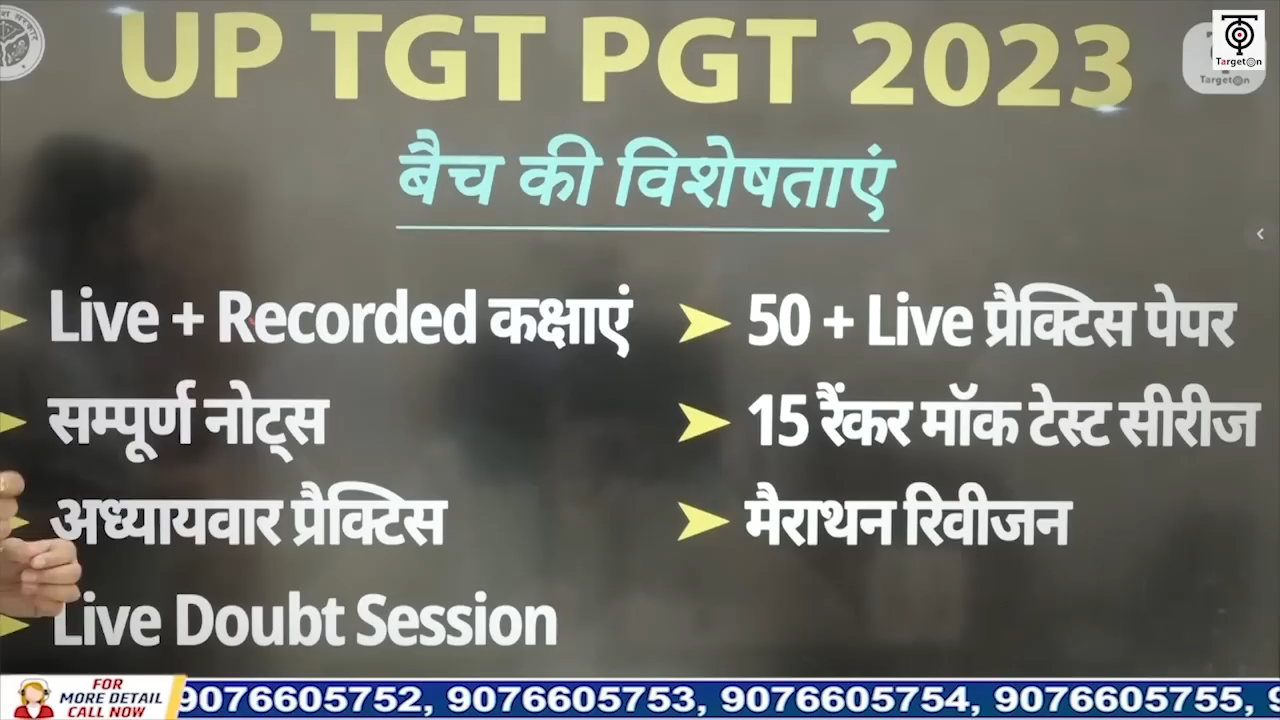 UP TGT PGT 2023
TargetOn
TargetOn
बैच की विशेषताएं
Live + Recorded कक्षाएं
सम्पूर्ण नोट्स
अध्यायवार प्रैक्टिस
Live Doubt Session
50 + Live प्रैक्टिस पेपर
15 रैंकर मॉक टेस्ट सीरीज
मैराथन रिवीजन
FOR
MORE DETAIL
CALL NOW
9076605752, 9076605753, 9076605754, 9076605755,